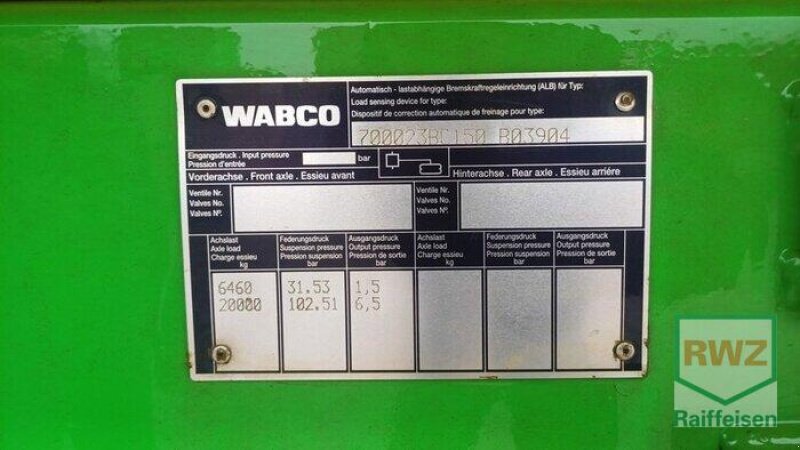 WABCO
Automatisch - lastabhängige Bremskraftregeleinrichtung (ALB) für Typ:
Load sensing device for type:
Dispositif de correction automatique de freinage pour type:
700023BC150 B03904
Eingangsdruck . Input pressure
Pression d'entrée
bar
Vorderachse . Front axle . Essieu avant
Hinterachse . Rear axle . Essieu arrière
Ventile Nr.
Valves No.
Valves Nº.
Ventile Nr.
Valves No.
Valves Nº.
Achslast
Axle load
Charge essieu
kg
Federungsdruck
Suspension pressure
Pression suspension
bar
Ausgangsdruck
Output pressure
Pression de sortie
bar
Achslast
Axle load
Charge essieu
kg
Federungsdruck
Suspension pressure
Pression suspension
bar
Ausgangsdruck
Output pressure
Pression de sortie
bar
6460 31.53 1,5
20000 102.51 6,5
RWZ
Raiffeisen